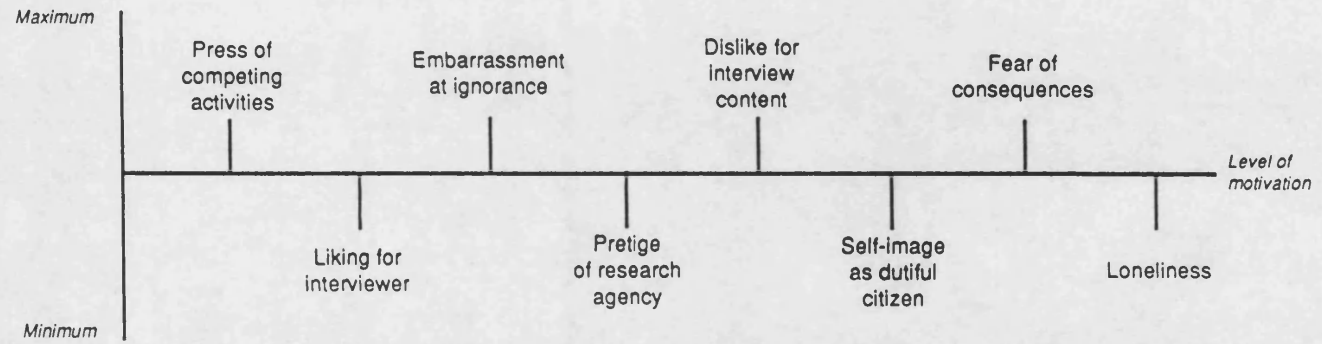 Maximum
Press of
competing
activities
Embarrassment
at ignorance
Dislike for
interview
content
Fear of
consequences
Level of
motivation
Liking for
interviewer
Pretige
of research
agency
Self-image
as dutiful
citizen
Loneliness
Minimum